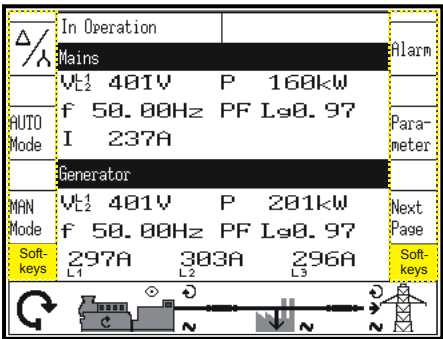 In Operation
Alarm
Mains
VL1 401V P 160kW
L2
f 50.00Hz PF Lg0.97
AUTO
Mode
Para-
meter
I 237A
Generator
VL1 401V P 201kW
L2
MAN
Mode
Next
Page
f 50.00Hz PF Lg0.97
Soft-
keys
297A 303A 296A
L1 L2 L3
Soft-
keys